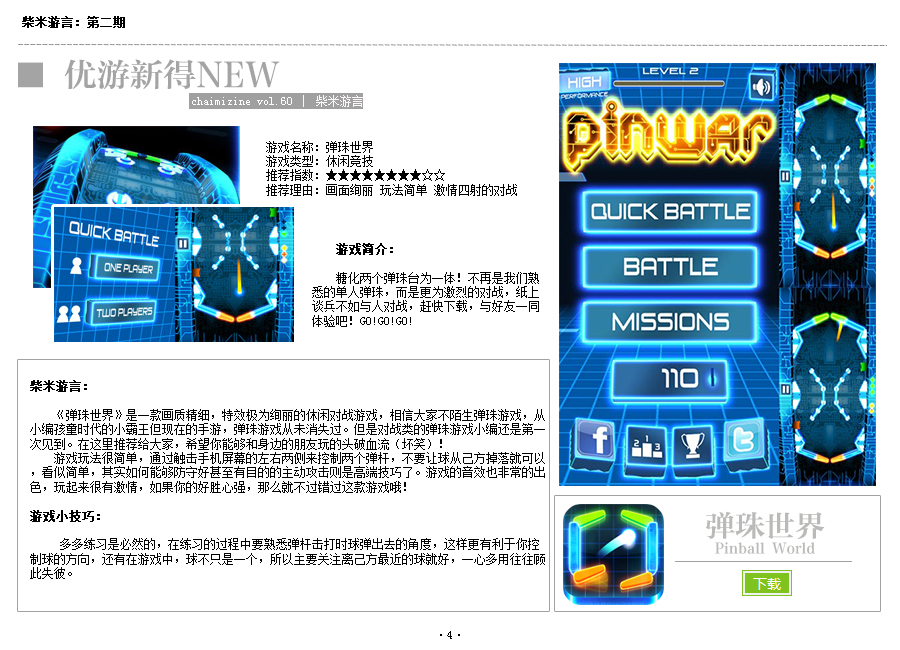 柴米游言：第二期
优游新得NEW
chaimizine vol.60 | 柴米游言
游戏名称：弹珠世界
游戏类型：休闲竞技
推荐指数：★★★★★★★★☆☆
推荐理由：画面绚丽 玩法简单 激情四射的对战
QUICK BATTLE
ONE PLAYER
TWO PLAYERS
游戏简介：
糖化两个弹珠台为一体！不再是我们熟
悉的单人弹珠，而是更为激烈的对战，纸上
谈兵不如与人对战，赶快下载，与好友一同
体验吧！GO!GO!GO!
柴米游言：
《弹珠世界》是一款画质精细，特效极为绚丽的休闲对战游戏，相信大家不陌生弹珠游戏，从
小编孩童时代的小霸王但现在的手游，弹珠游戏从未消失过。但是对战类的弹珠游戏小编还是第一
次见到。在这里推荐给大家，希望你能够和身边的朋友玩的头破血流（坏笑）！
游戏玩法很简单，通过触击手机屏幕的左右两侧来控制两个弹杆，不要让球从己方掉落就可以
，看似简单，其实如何能够防守好甚至有目的的主动攻击则是高端技巧了。游戏的音效也非常的出
色，玩起来很有激情，如果你的好胜心强，那么就不过错过这款游戏哦！
游戏小技巧：
多多练习是必然的，在练习的过程中要熟悉弹杆击打时球弹出去的角度，这样更有利于你控
制球的方向，还有在游戏中，球不只是一个，所以主要关注离己方最近的球就好，一心多用往往顾
此失彼。
LEVEL 2
HIGH
PERFORMANCE
pinwar
QUICK BATTLE
BATTLE
MISSIONS
110
f
2 1 3
t
弹珠世界
Pinball World
下载
· 4 ·